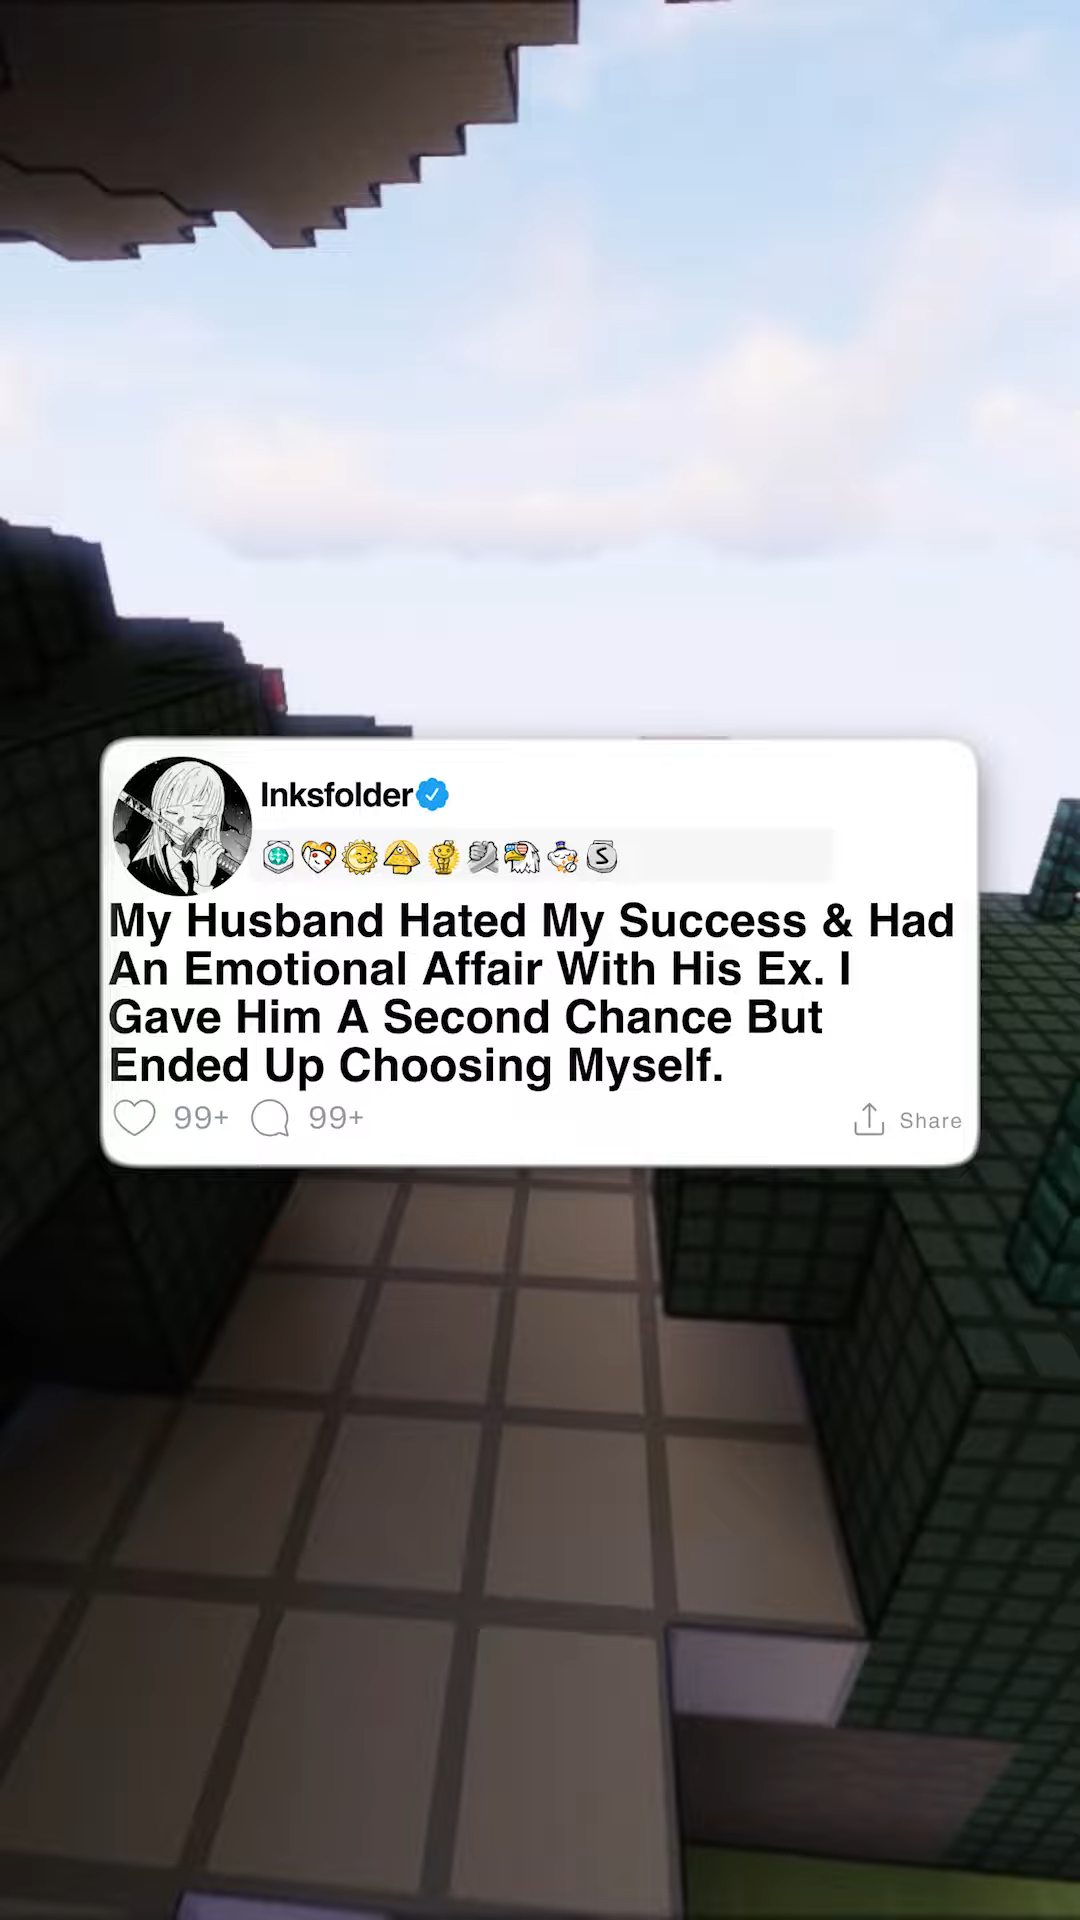 Inksfolder
My Husband Hated My Success & Had
An Emotional Affair With His Ex. I
Gave Him A Second Chance But
Ended Up Choosing Myself.
99+ 99+ Share